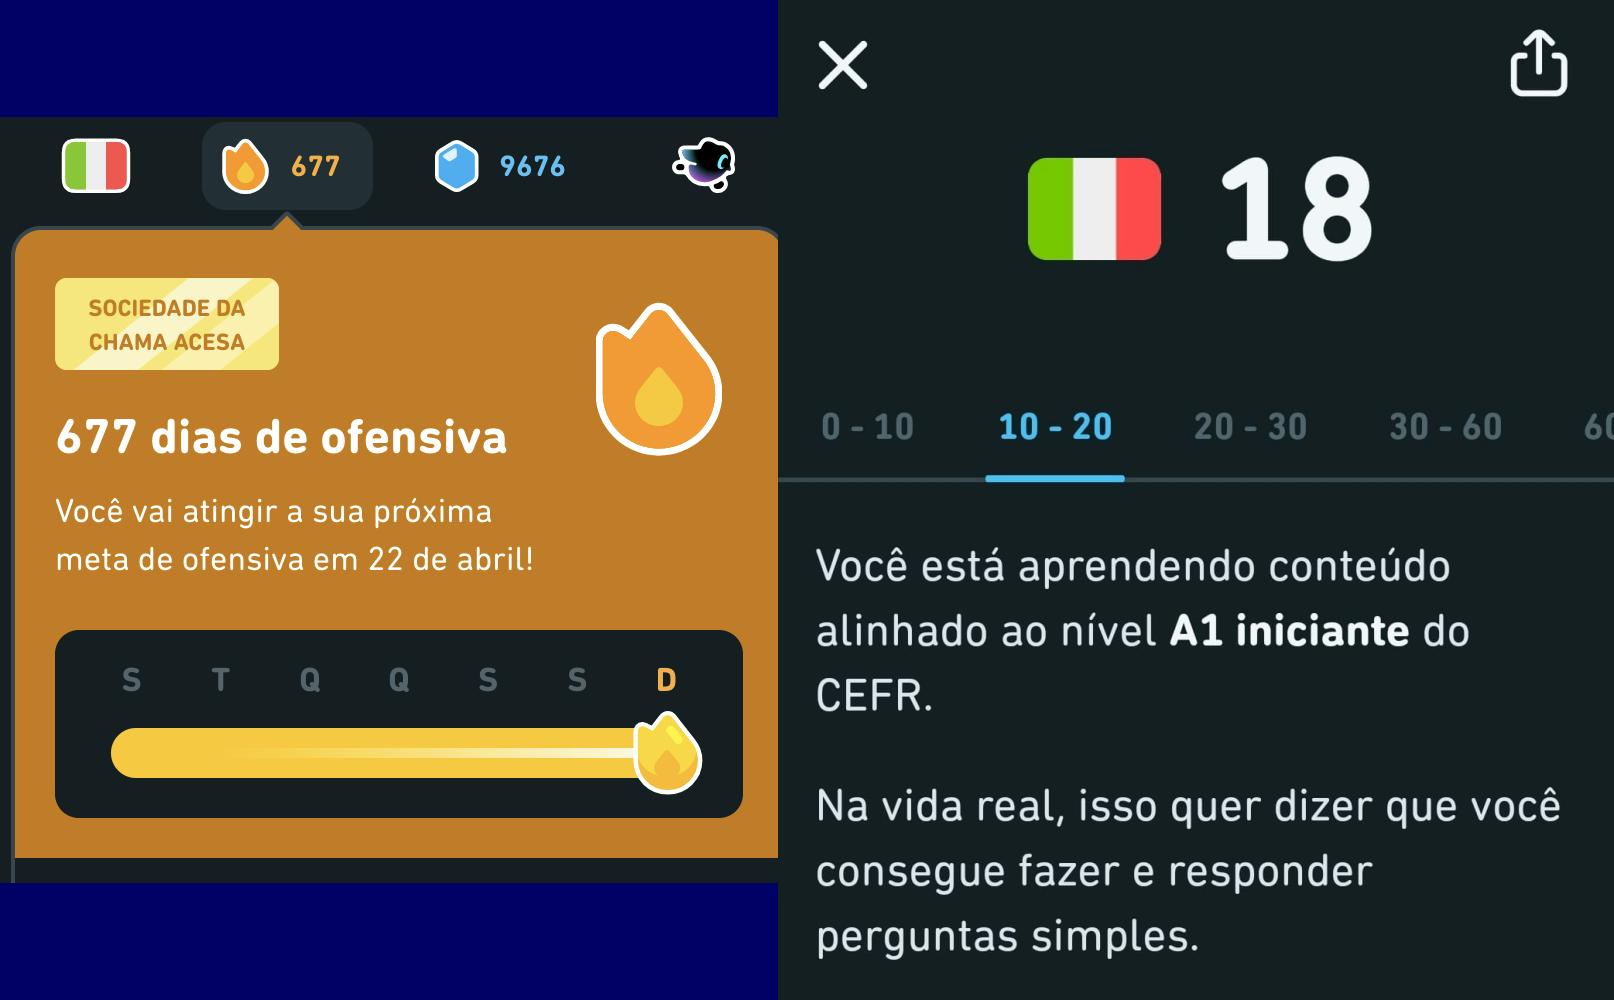 677
9676
SOCIEDADE DA
CHAMA ACESA
677 dias de ofensiva
Você vai atingir a sua próxima
meta de ofensiva em 22 de abril!
S T Q Q S S D
18
0 - 10 10 - 20 20 - 30 30 - 60 60
Você está aprendendo conteúdo
alinhado ao nível A1 iniciante do
CEFR.
Na vida real, isso quer dizer que você
consegue fazer e responder
perguntas simples.